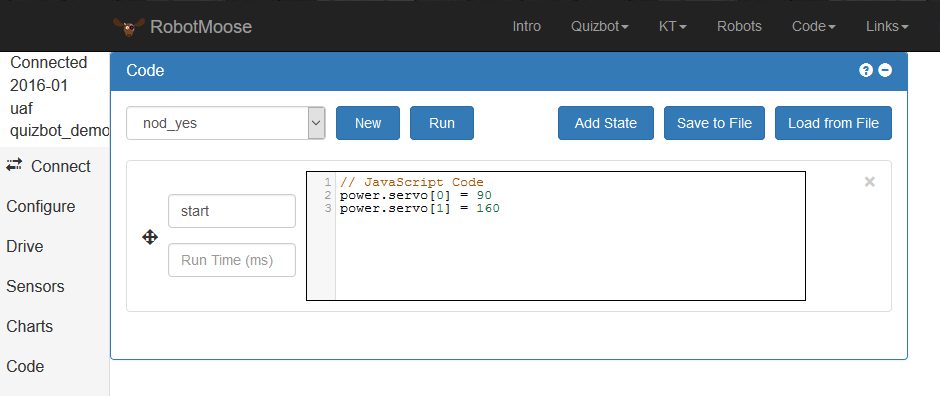 RobotMoose
Intro Quizbot KT Robots Code Links
Connected
2016-01
uaf
quizbot_demo
Connect
Configure
Drive
Sensors
Charts
Code
Code
nod_yes
New
Run
Add State
Save to File
Load from File
start
Run Time (ms)
1 // JavaScript Code
2 power.servo[0] = 90
3 power.servo[1] = 160